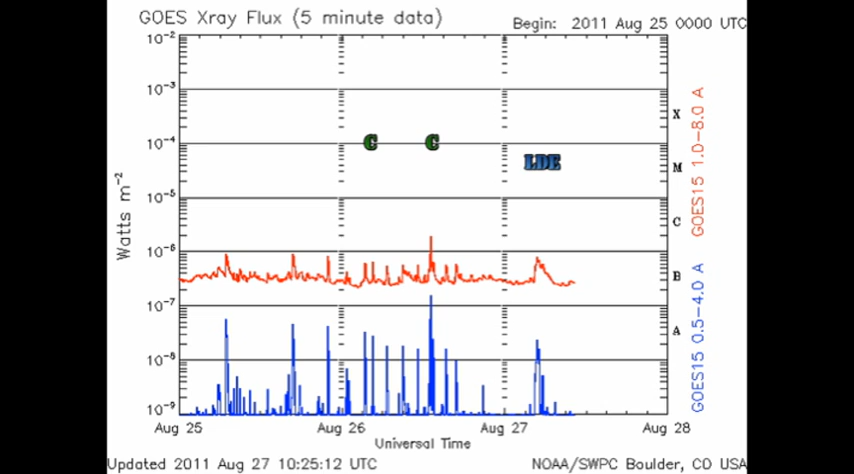 GOES Xray Flux (5 minute data)
Begin: 2011 Aug 25 0000 UTC
10⁻²
10⁻³
10⁻⁴
10⁻⁵
10⁻⁶
10⁻⁷
10⁻⁸
10⁻⁹
Watts m⁻²
C
C
LDE
X
M
C
B
A
GOES15 1.0-8.0 A
GOES15 0.5-4.0 A
Aug 25
Aug 26
Aug 27
Aug 28
Universal Time
Updated 2011 Aug 27 10:25:12 UTC
NOAA/SWPC Boulder, CO USA